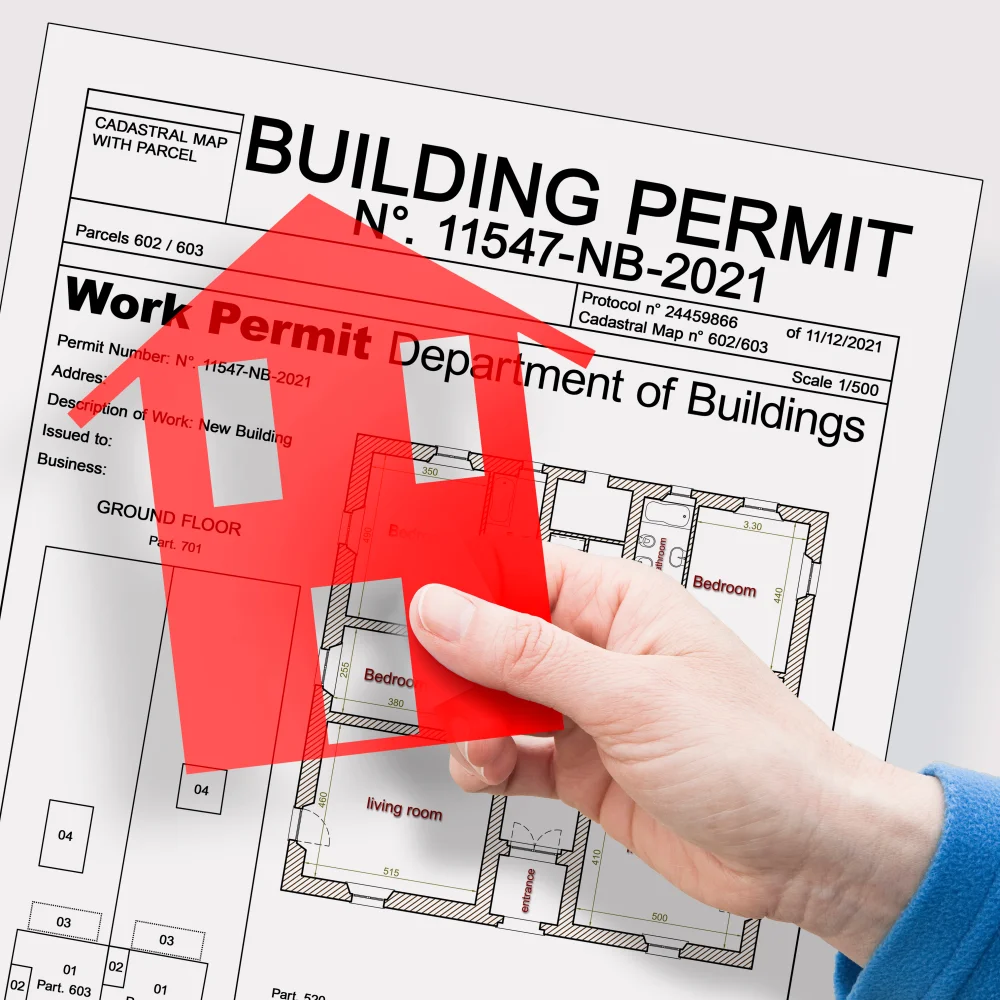 CADASTRAL MAP
WITH PARCEL
BUILDING PERMIT
N°. 11547-NB-2021
Parcels 602 / 603
Protocol n° 24459866 of 11/12/2021
Cadastral Map n° 602/603
Scale 1/500
Work Permit Department of Buildings
Permit Number: N°. 11547-NB-2021
Addres:
Description of Work: New Building
Issued to:
Business:
GROUND FLOOR
Part. 701
350
3.30
Bedroom
440
255
Bedroo
380
04
04
460
living room
515
410
entrance
500
03
03
01
02
02
Part. 603
01
Part. 520